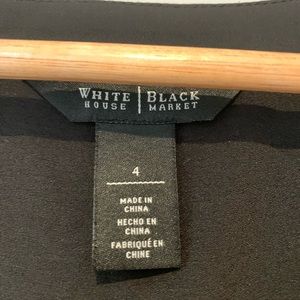 WHITE | BLACK
HOUSE | MARKET
4
MADE IN
CHINA
HECHO EN
CHINA
FABRIQUÉ EN
CHINE